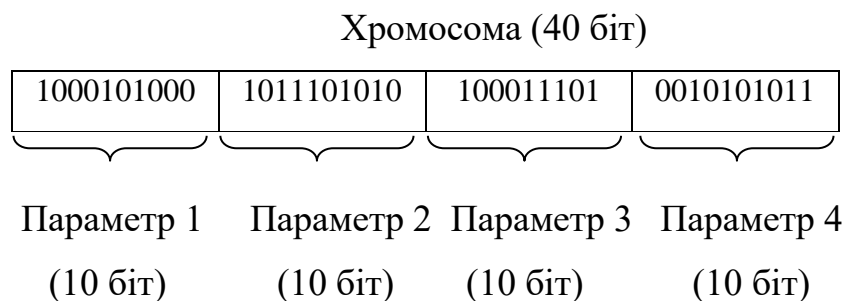 Хромосома (40 біт)
1000101000 1011101010 100011101 0010101011
Параметр 1 Параметр 2 Параметр 3 Параметр 4
(10 біт) (10 біт) (10 біт) (10 біт)